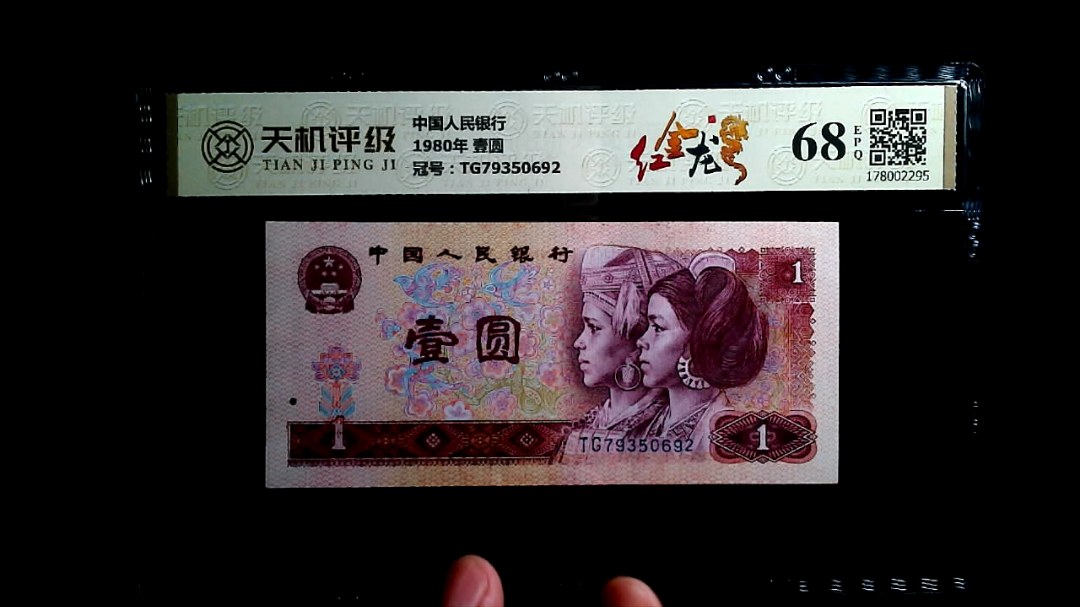 天机评级
TIAN JI PING JI
中国人民银行
1980年 壹圆
冠号：TG79350692
红金龙
68
EPQ
178002295
中国人民银行
1
壹圆
1
TG79350692
1